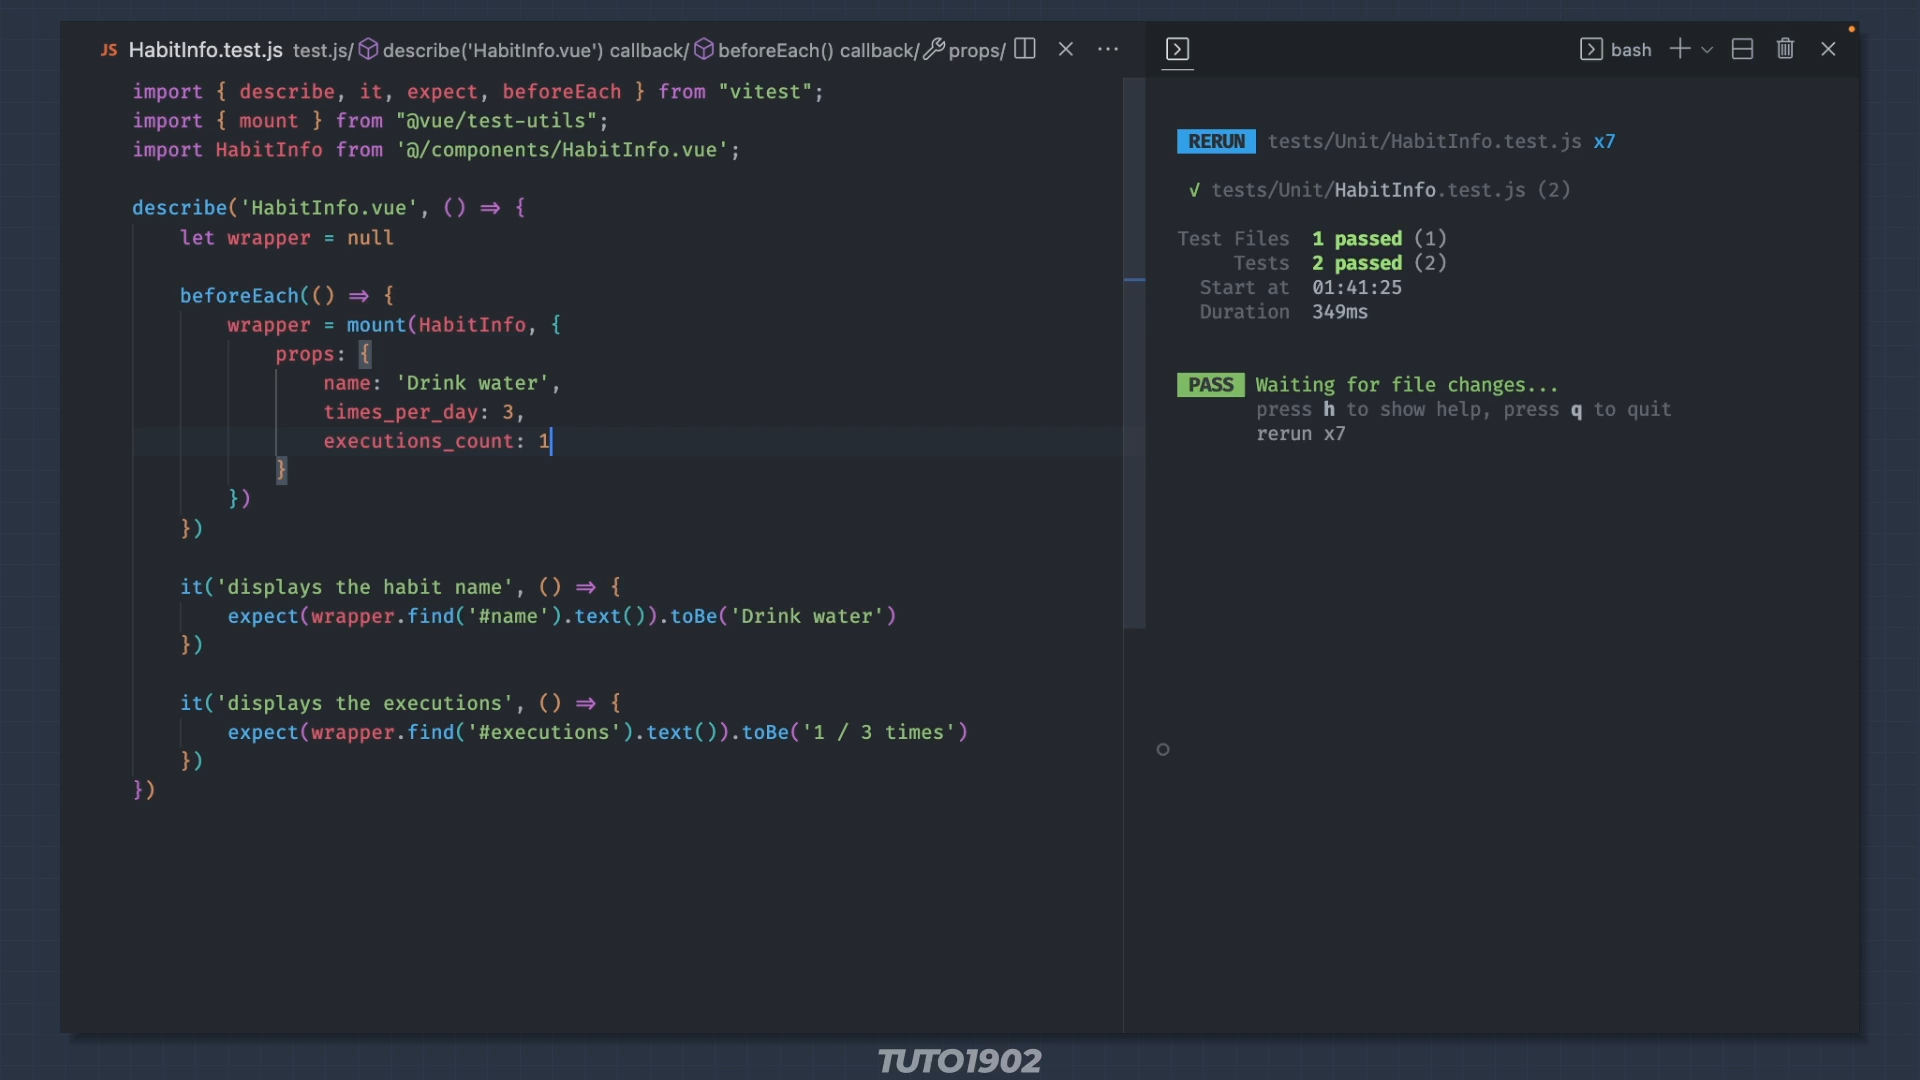 JS HabitInfo.test.js test.js/ describe('HabitInfo.vue') callback/ beforeEach() callback/ props/
import { describe, it, expect, beforeEach } from "vitest";
import { mount } from "@vue/test-utils";
import HabitInfo from '@/components/HabitInfo.vue';
describe('HabitInfo.vue', () => {
let wrapper = null
beforeEach(() => {
wrapper = mount(HabitInfo, {
props: {
name: 'Drink water',
times_per_day: 3,
executions_count: 1
}
})
})
it('displays the habit name', () => {
expect(wrapper.find('#name').text()).toBe('Drink water')
})
it('displays the executions', () => {
expect(wrapper.find('#executions').text()).toBe('1 / 3 times')
})
})
bash
RERUN tests/Unit/HabitInfo.test.js x7
√ tests/Unit/HabitInfo.test.js (2)
Test Files 1 passed (1)
Tests 2 passed (2)
Start at 01:41:25
Duration 349ms
PASS Waiting for file changes...
press h to show help, press q to quit
rerun x7
TUTO1902